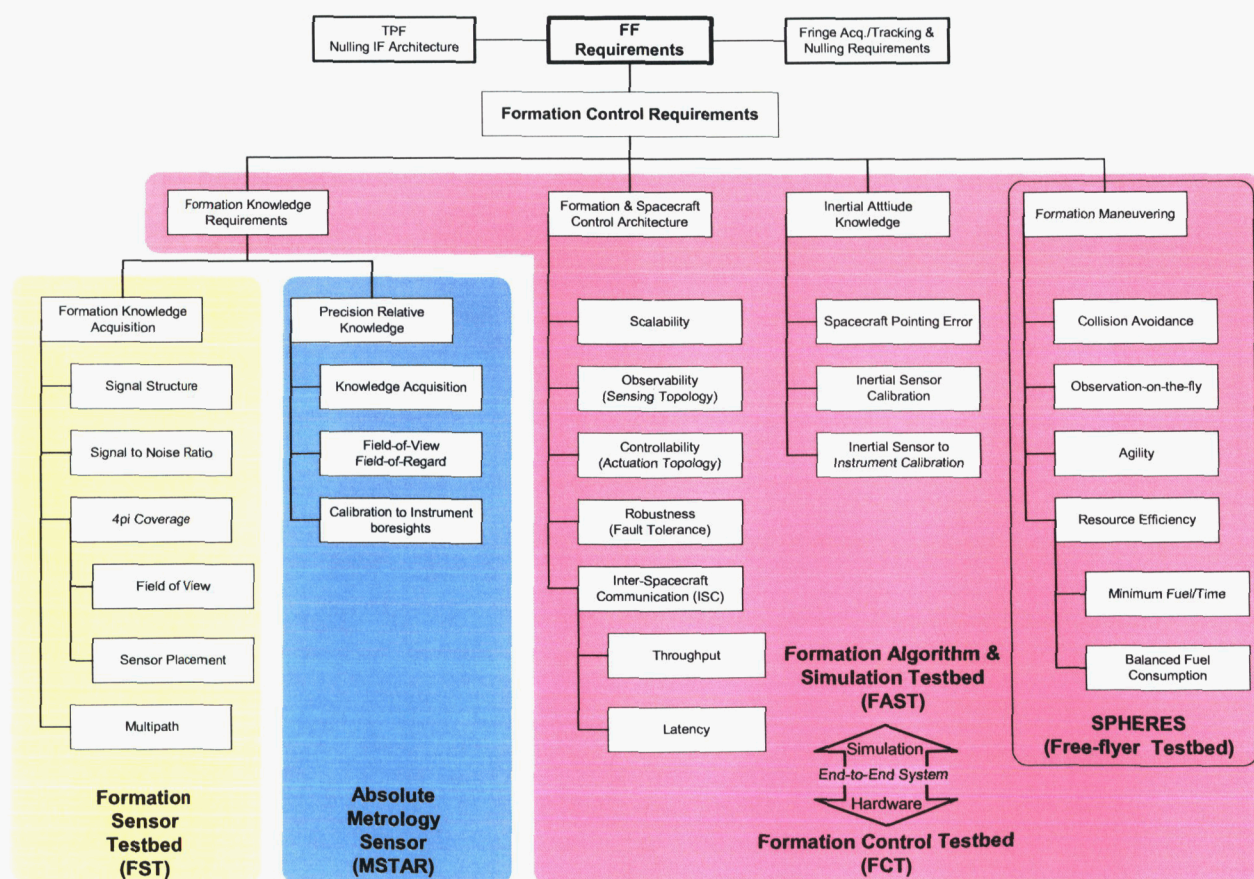 TPF
Nulling IF Architecture
FF
Requirements
Fringe Acq./Tracking &
Nulling Requirements
Formation Control Requirements
Formation Knowledge
Requirements
Formation & Spacecraft
Control Architecture
Inertial Atttiude
Knowledge
Formation Maneuvering
Formation Knowledge
Acquisition
Signal Structure
Signal to Noise Ratio
4pi Coverage
Field of View
Sensor Placement
Multipath
Formation
Sensor
Testbed
(FST)
Precision Relative
Knowledge
Knowledge Acquisition
Field-of-View
Field-of-Regard
Calibration to Instrument
boresights
Absolute
Metrology
Sensor
(MSTAR)
Scalability
Observability
(Sensing Topology)
Controllability
(Actuation Topology)
Robustness
(Fault Tolerance)
Inter-Spacecraft
Communication (ISC)
Throughput
Latency
Spacecraft Pointing Error
Inertial Sensor
Calibration
Inertial Sensor to
Instrument Calibration
Formation Algorithm &
Simulation Testbed
(FAST)
Simulation
End-to-End System
Hardware
Formation Control Testbed
(FCT)
Collision Avoidance
Observation-on-the-fly
Agility
Resource Efficiency
Minimum Fuel/Time
Balanced Fuel
Consumption
SPHERES
(Free-flyer Testbed)